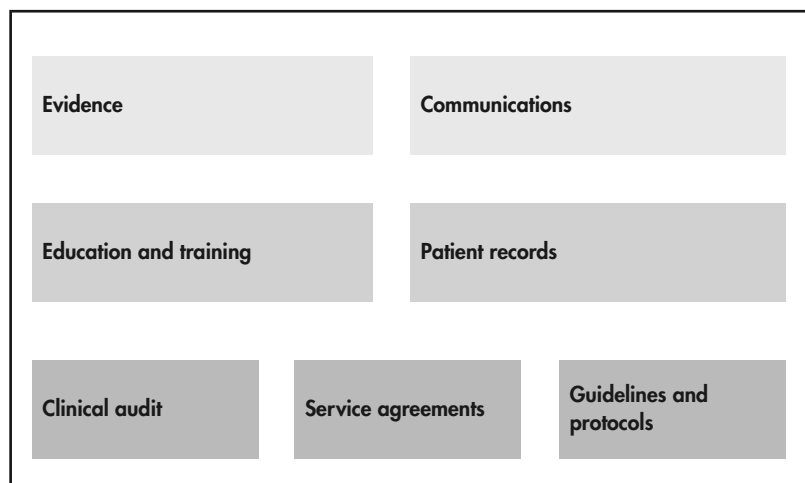 Evidence
Communications
Education and training
Patient records
Clinical audit
Service agreements
Guidelines and
protocols